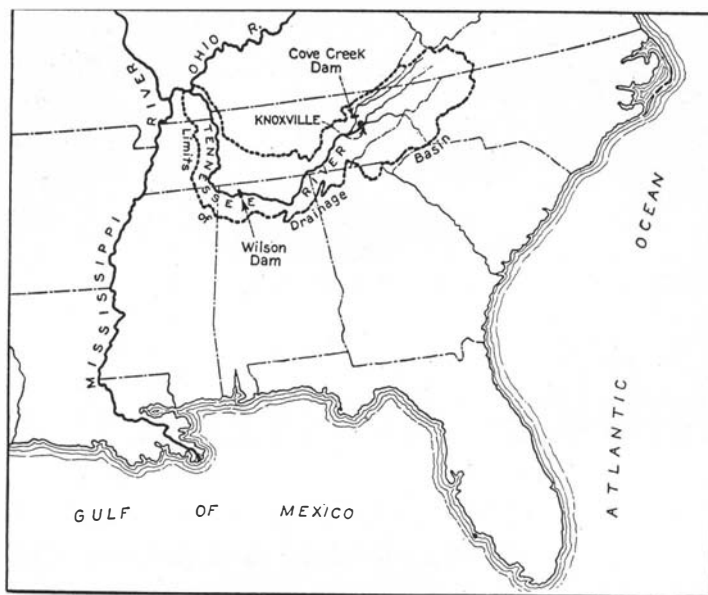 OHIO R.
Cove Creek
Dam
MISSISSIPPI RIVER
KNOXVILLE
TENNESSEE RIVER
Limits of Drainage Basin
Wilson
Dam
ATLANTIC OCEAN
GULF OF MEXICO